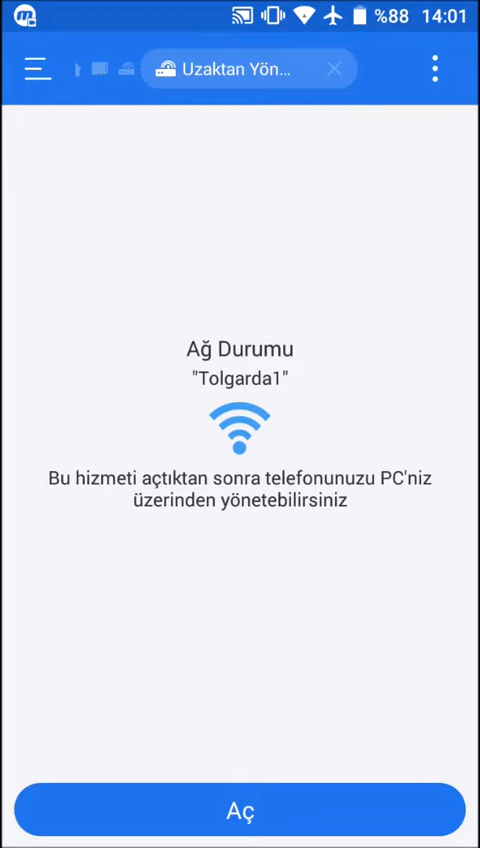 %88 14:01
Uzaktan Yön...
Ağ Durumu
"Tolgarda1"
Bu hizmeti açtıktan sonra telefonunuzu PC'niz
üzerinden yönetebilirsiniz
Aç